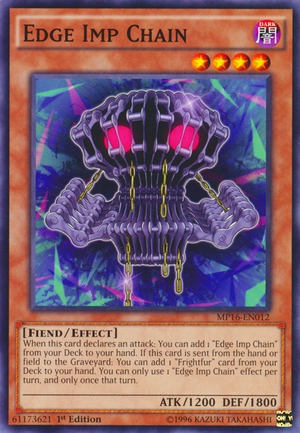 EDGE IMP CHAIN
DARK
闇
MP16-EN012
[FIEND/EFFECT]
When this card declares an attack: You can add 1 "Edge Imp Chain"
from your Deck to your hand. If this card is sent from the hand or
field to the Graveyard: You can add 1 "Frightfur" card from your
Deck to your hand. You can only use 1 "Edge Imp Chain" effect per
turn, and only once that turn.
ATK/1200 DEF/1800
61173621 1st Edition ©1996 KAZUKI TAKAHASHI